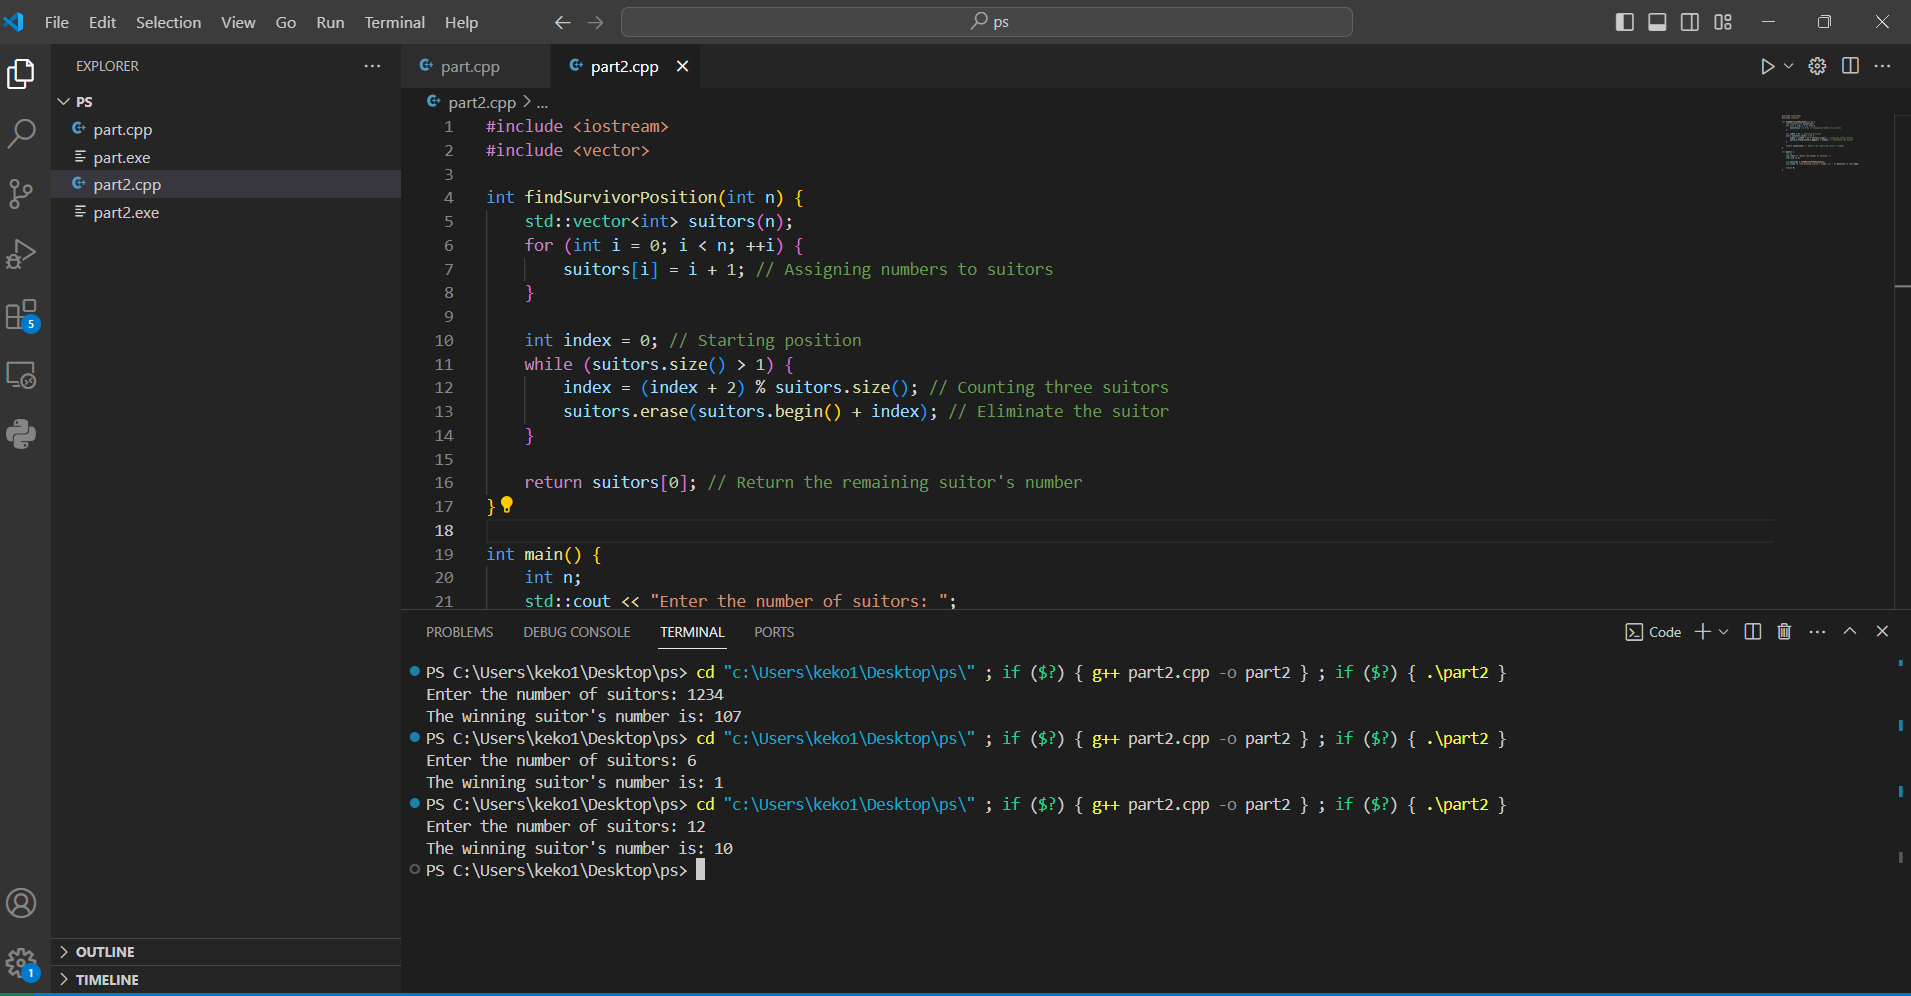 File Edit Selection View Go Run Terminal Help
ps
EXPLORER
PS
part.cpp
part.exe
part2.cpp
part2.exe
OUTLINE
TIMELINE
5
1
part.cpp part2.cpp
part2.cpp > ...
1 #include <iostream>
2 #include <vector>
3
4 int findSurvivorPosition(int n) {
5 std::vector<int> suitors(n);
6 for (int i = 0; i < n; ++i) {
7 suitors[i] = i + 1; // Assigning numbers to suitors
8 }
9
10 int index = 0; // Starting position
11 while (suitors.size() > 1) {
12 index = (index + 2) % suitors.size(); // Counting three suitors
13 suitors.erase(suitors.begin() + index); // Eliminate the suitor
14 }
15
16 return suitors[0]; // Return the remaining suitor's number
17 }
18
19 int main() {
20 int n;
21 std::cout << "Enter the number of suitors: ";
PROBLEMS DEBUG CONSOLE TERMINAL PORTS
Code
PS C:\Users\keko1\Desktop\ps> cd "c:\Users\keko1\Desktop\ps\" ; if ($?) { g++ part2.cpp -o part2 } ; if ($?) { .\part2 }
Enter the number of suitors: 1234
The winning suitor's number is: 107
PS C:\Users\keko1\Desktop\ps> cd "c:\Users\keko1\Desktop\ps\" ; if ($?) { g++ part2.cpp -o part2 } ; if ($?) { .\part2 }
Enter the number of suitors: 6
The winning suitor's number is: 1
PS C:\Users\keko1\Desktop\ps> cd "c:\Users\keko1\Desktop\ps\" ; if ($?) { g++ part2.cpp -o part2 } ; if ($?) { .\part2 }
Enter the number of suitors: 12
The winning suitor's number is: 10
PS C:\Users\keko1\Desktop\ps>